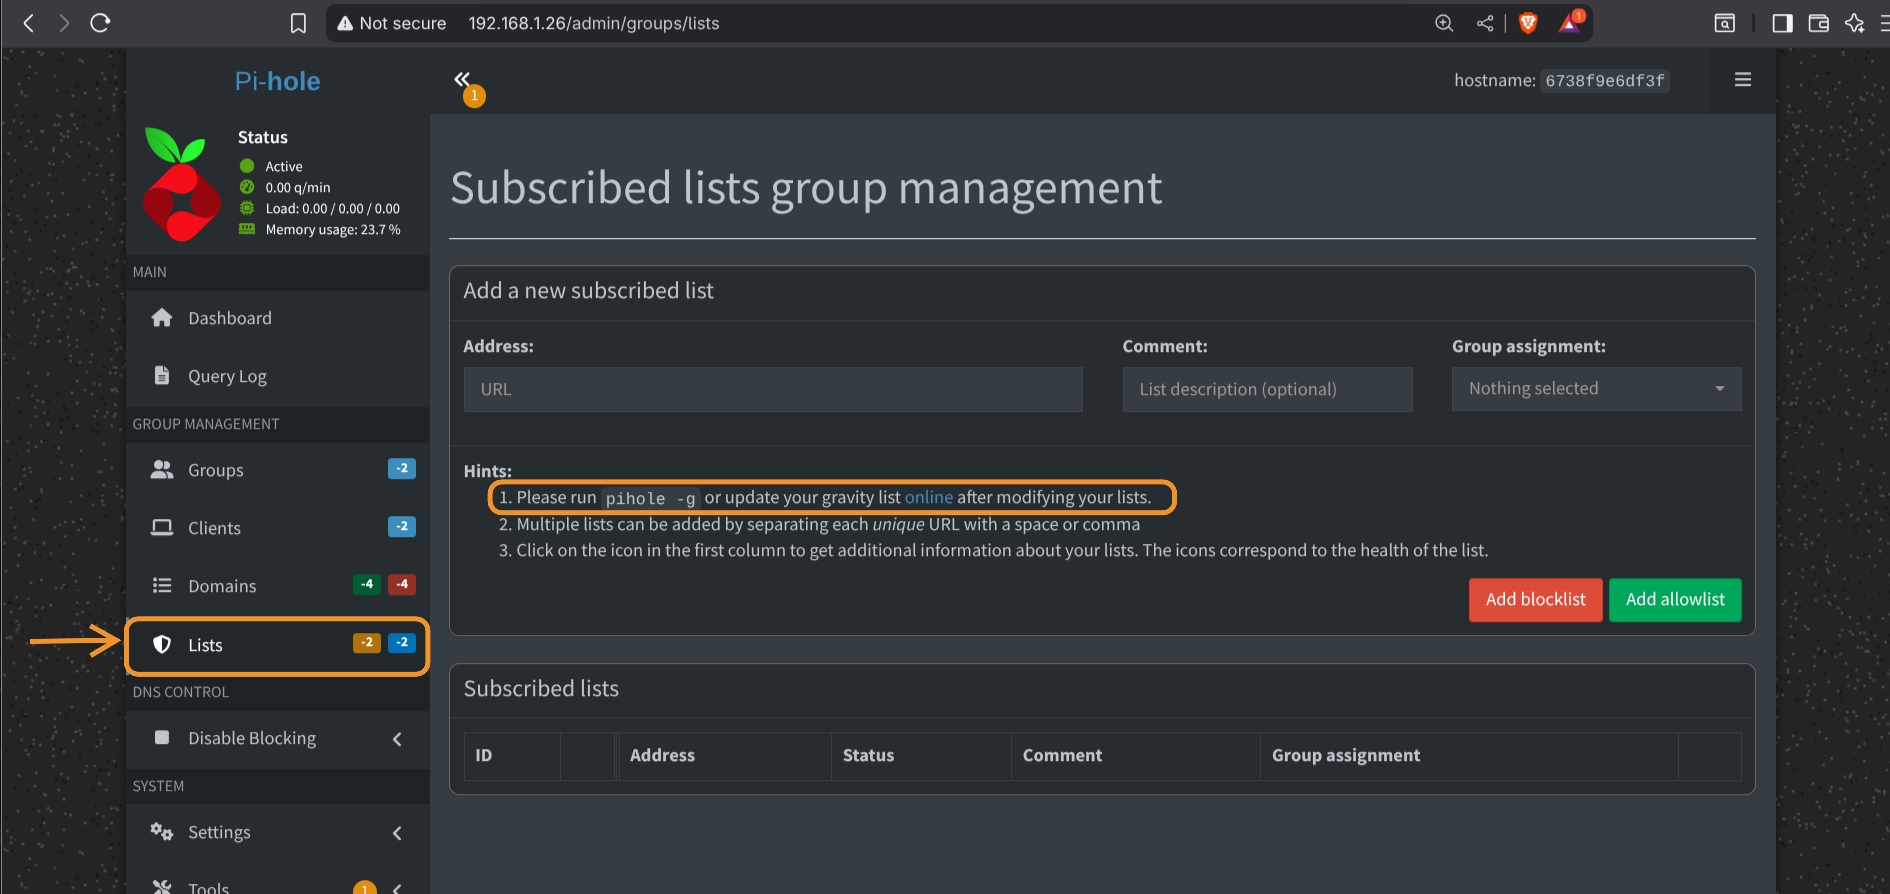 Not secure 192.168.1.26/admin/groups/lists
1
Pi-hole
1
hostname: 6738f9e6df3f
Status
Active
0.00 q/min
Load: 0.00 / 0.00 / 0.00
Memory usage: 23.7 %
MAIN
Dashboard
Query Log
GROUP MANAGEMENT
Groups -2
Clients -2
Domains -4 -4
Lists -2 -2
DNS CONTROL
Disable Blocking
SYSTEM
Settings
Tools 1
Subscribed lists group management
Add a new subscribed list
Address: Comment: Group assignment:
URL List description (optional) Nothing selected
Hints:
1. Please run pihole -g or update your gravity list online after modifying your lists.
2. Multiple lists can be added by separating each unique URL with a space or comma
3. Click on the icon in the first column to get additional information about your lists. The icons correspond to the health of the list.
Add blocklist Add allowlist
Subscribed lists
ID Address Status Comment Group assignment